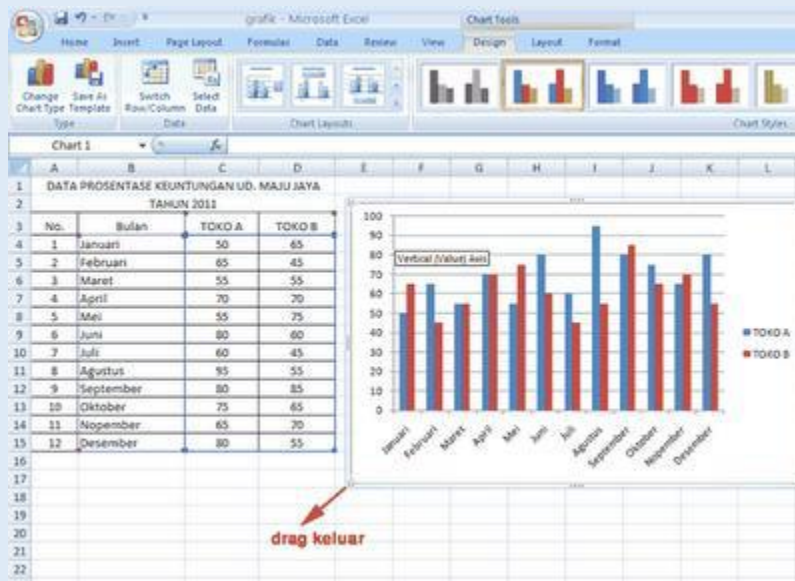 grafik - Microsoft Excel
Chart Tools
Home Insert Page Layout Formulas Data Review View Design Layout Format
Change Chart Type
Save As Template
Switch Row/Column
Select Data
Type
Data
Chart Layouts
Chart Styles
Chart 1
fx
A B C D E F G H I J K L
1 DATA PROSENTASE KEUNTUNGAN UD. MAJU JAYA
2 TAHUN 2011
3 No. Bulan TOKO A TOKO B
4 1 Januari 50 65
5 2 Februari 65 45
6 3 Maret 55 55
7 4 April 70 70
8 5 Mei 55 75
9 6 Juni 80 60
10 7 Juli 60 45
11 8 Agustus 95 55
12 9 September 80 85
13 10 Oktober 75 65
14 11 Nopember 65 70
15 12 Desember 80 55
16
17
18
19
20
21
22
100
90
80
Vertical (Value) Axis
70
60
50
40
30
20
10
0
Januari Februari Maret April Mei Juni Juli Agustus September Oktober Nopember Desember
TOKO A
TOKO B
drag keluar